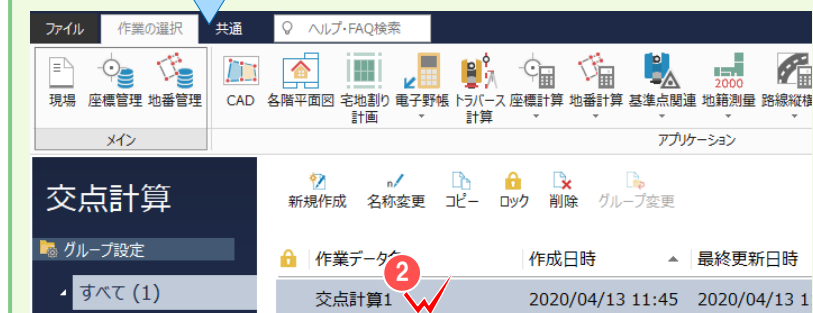 ファイル 作業の選択 共通 ヘルプ・FAQ検索
現場 座標管理 地番管理 CAD 各階平面図 宅地割り 電子野帳 トラバース 座標計算 地番計算 基準点関連 地籍測量 路線縦横
計画 計算
2000
メイン アプリケーション
交点計算
新規作成 名称変更 コピー ロック 削除 グループ変更
グループ設定
作業データ 作成日時 最終更新日時
2
すべて (1)
交点計算1 2020/04/13 11:45 2020/04/13 1